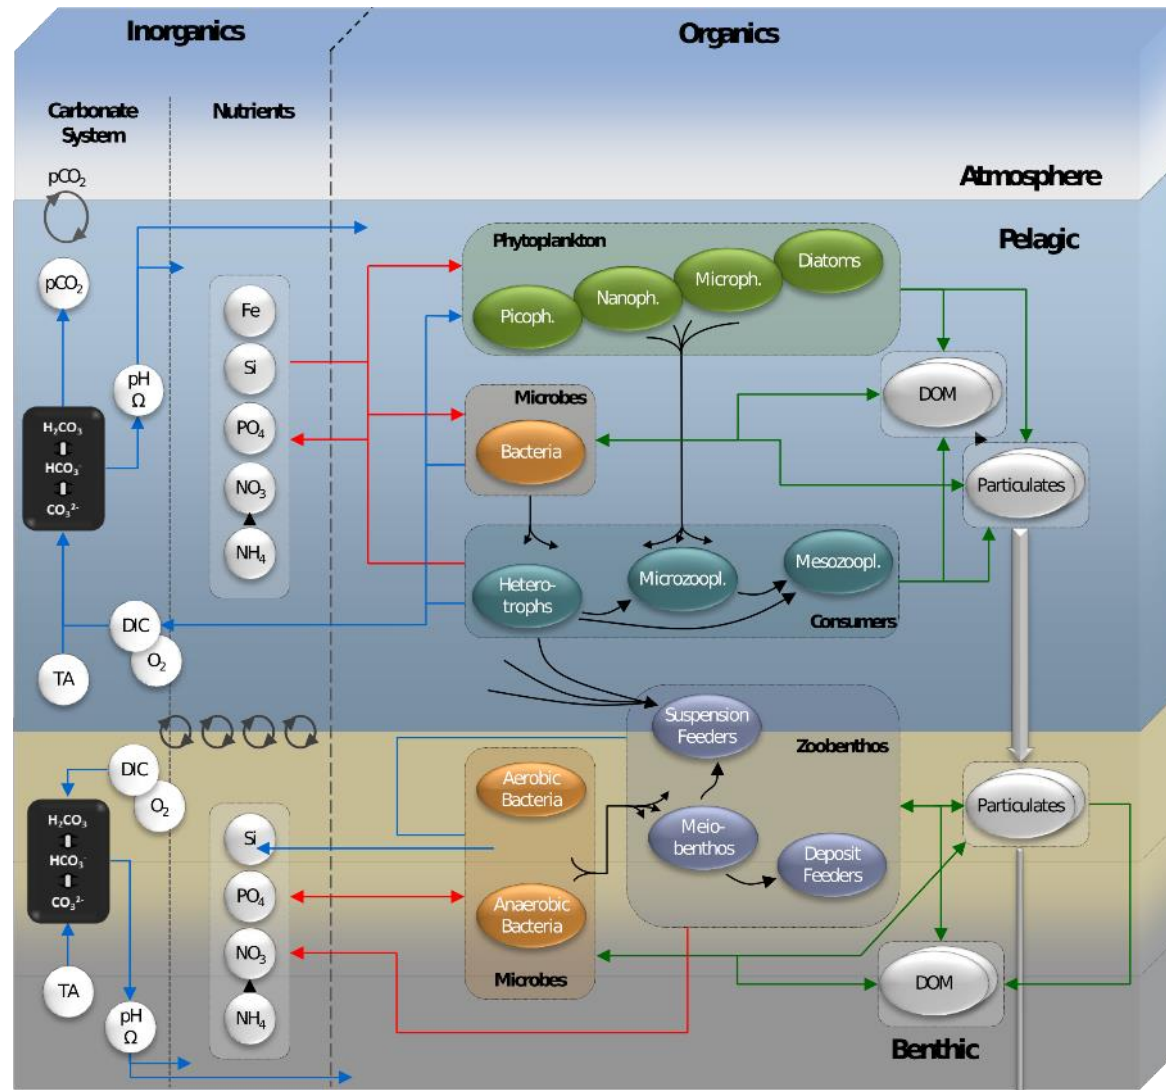 Inorganics
Organics
Carbonate
System
Nutrients
pCO₂
Atmosphere
Pelagic
pCO₂
pH
Ω
H₂CO₃
HCO₃⁻
CO₃²⁻
TA
DIC
O₂
Fe
Si
PO₄
NO₃
NH₄
Phytoplankton
Picoph.
Nanoph.
Microph.
Diatoms
Microbes
Bacteria
DOM
Particulates
Hetero-
trophs
Microzoopl.
Mesozoopl.
Consumers
Suspension
Feeders
Zoobenthos
Meio-
benthos
Deposit
Feeders
Aerobic
Bacteria
Anaerobic
Bacteria
Microbes
Particulates
DOM
Benthic
DIC
O₂
H₂CO₃
HCO₃⁻
CO₃²⁻
TA
pH
Ω
Si
PO₄
NO₃
NH₄